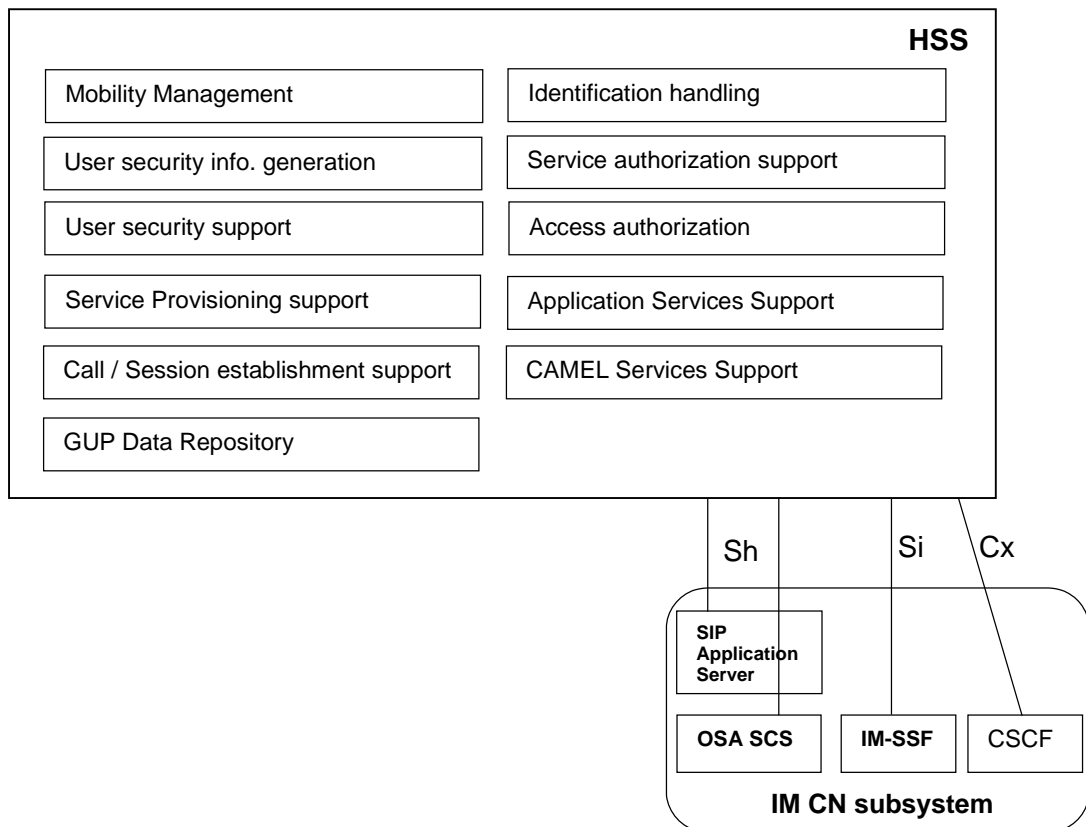 HSS
Mobility Management
Identification handling
User security info. generation
Service authorization support
User security support
Access authorization
Service Provisioning support
Application Services Support
Call / Session establishment support
CAMEL Services Support
GUP Data Repository
Sh
Si
Cx
SIP
Application
Server
OSA SCS
IM-SSF
CSCF
IM CN subsystem